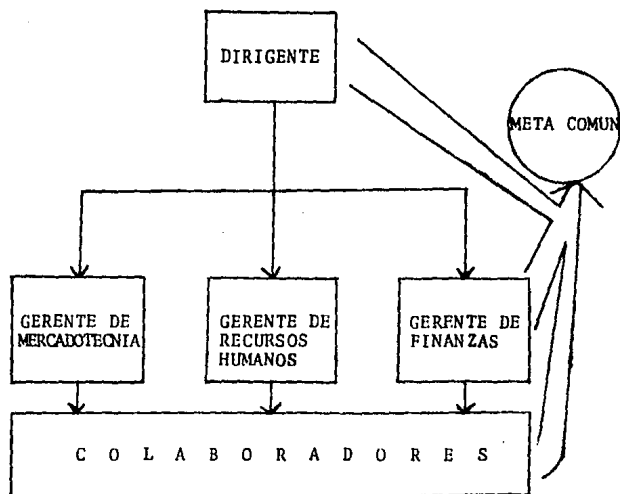 DIRIGENTE
META COMUN
GERENTE DE
MERCADOTECNIA
GERENTE DE
RECURSOS
HUMANOS
GERENTE DE
FINANZAS
C O L A B O R A D O R E S